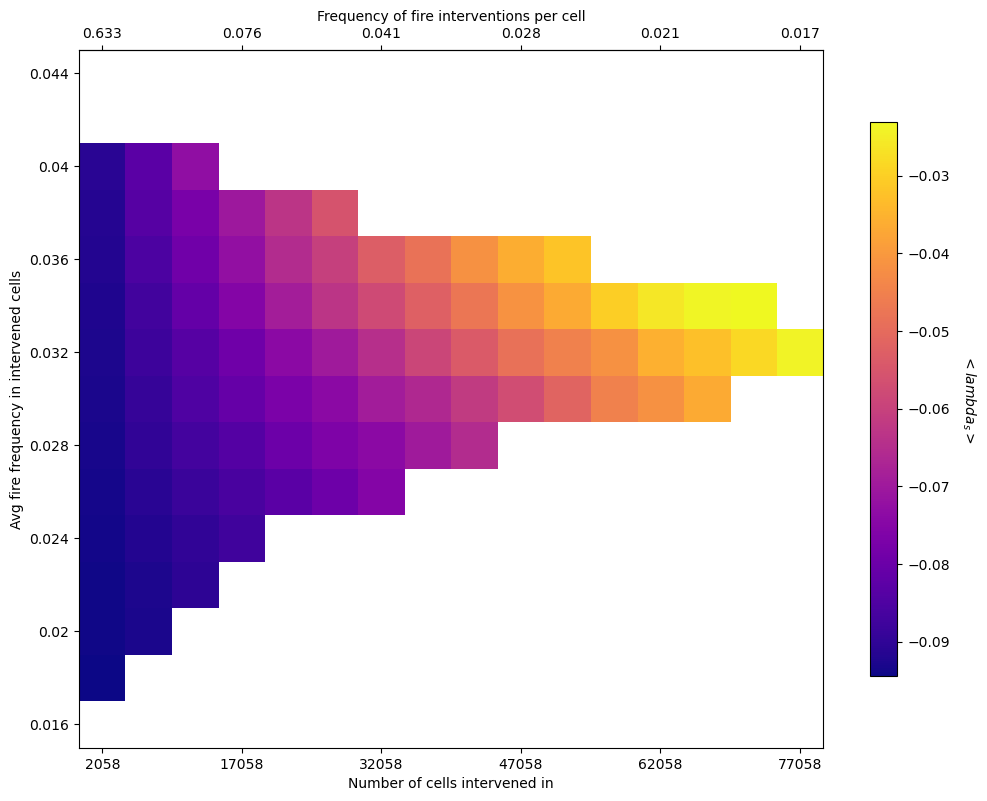 Frequency of fire interventions per cell
0.633 0.076 0.041 0.028 0.021 0.017
0.044
0.04
0.036
0.032
0.028
0.024
0.02
0.016
Avg fire frequency in intervened cells
2058 17058 32058 47058 62058 77058
Number of cells intervened in
−0.03
−0.04
−0.05
−0.06
−0.07
−0.08
−0.09
< lambda_s >